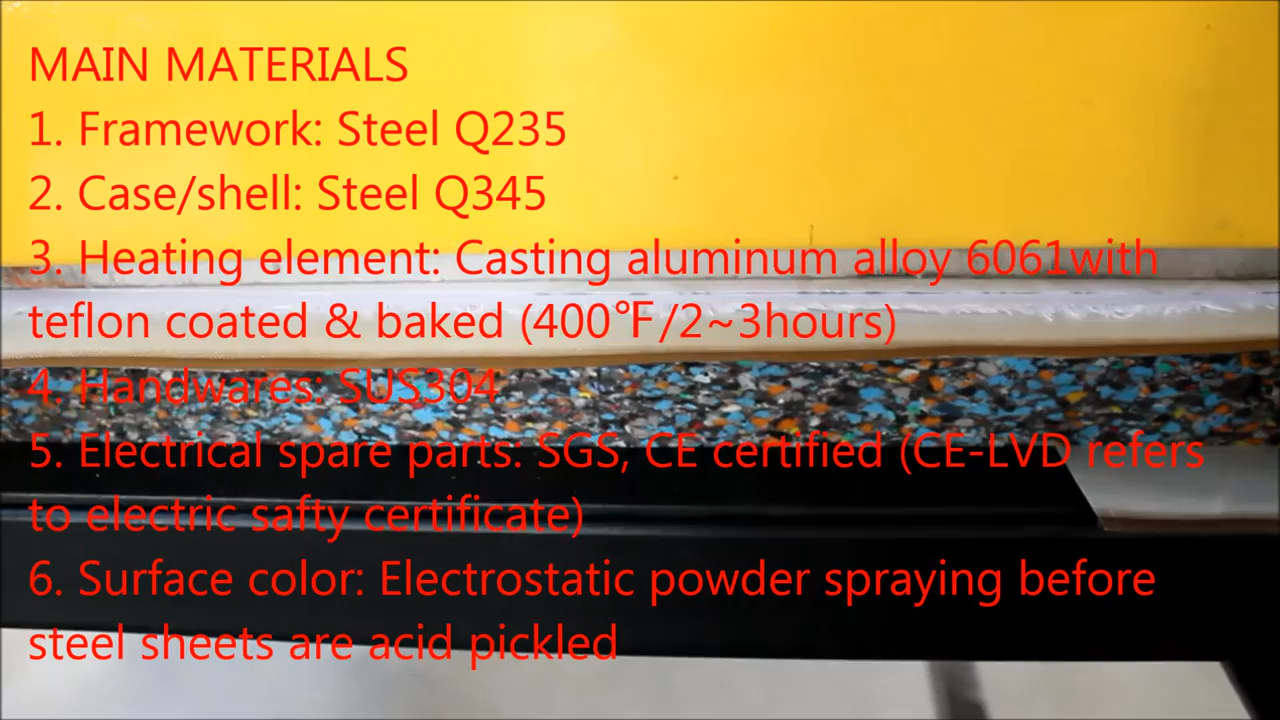 MAIN MATERIALS
1. Framework: Steel Q235
2. Case/shell: Steel Q345
3. Heating element: Casting aluminum alloy 6061with
teflon coated & baked (400℉/2~3hours)
4. Handwares: SUS304
5. Electrical spare parts: SGS, CE certified (CE-LVD refers
to electric safty certificate)
6. Surface color: Electrostatic powder spraying before
steel sheets are acid pickled